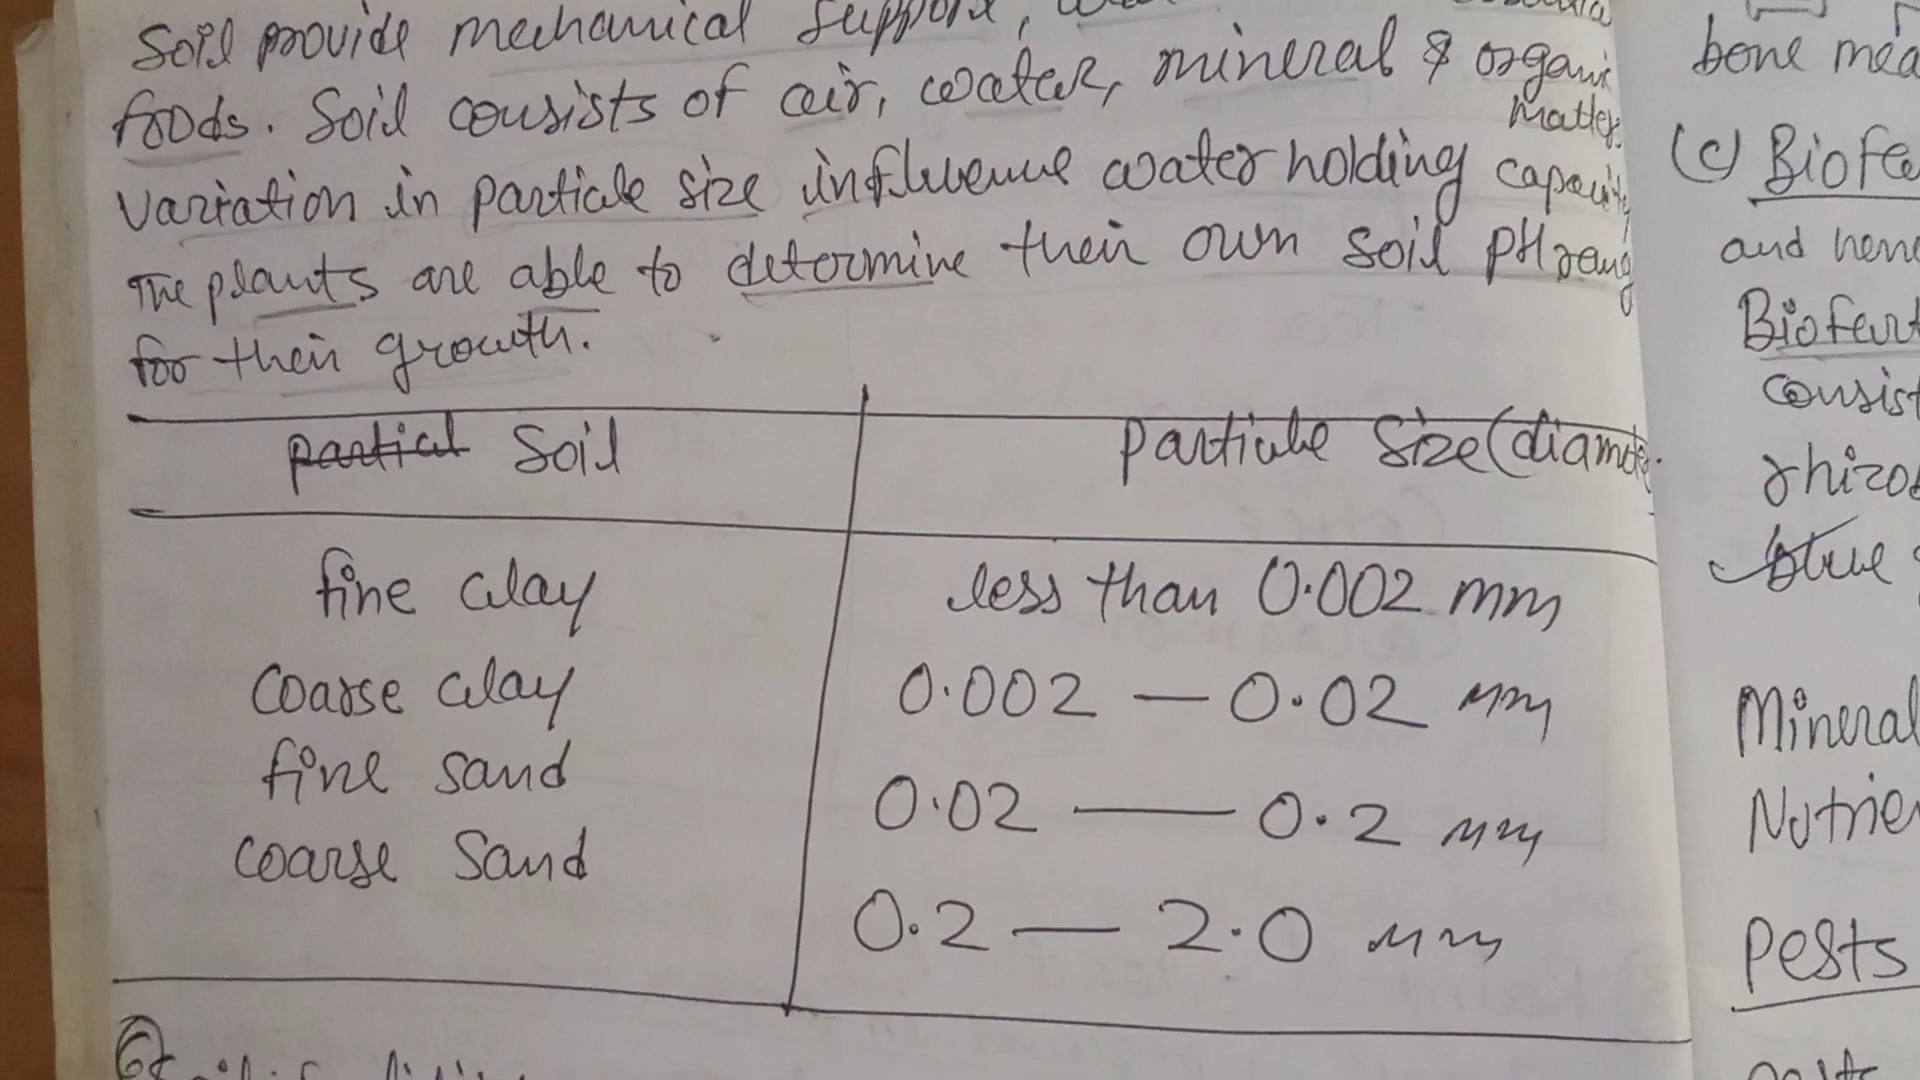 Soil provide mechanical support,
foods. Soil consists of air, water, mineral & organic matter.
Variation in particle size influence water holding capacity
The plants are able to determine their own soil PH rang
for their growth.
partical Soil
Particle Size (diameter.
fine clay
less than 0.002 mm
Coarse clay
0.002 — 0.02 mm
fine sand
0.02 — 0.2 mm
coarse Sand
0.2 — 2.0 mm
bone mea
(c) Biofe
and henc
Biofert
Consist
rhizo
blue
Mineral
Nutrie
Pests